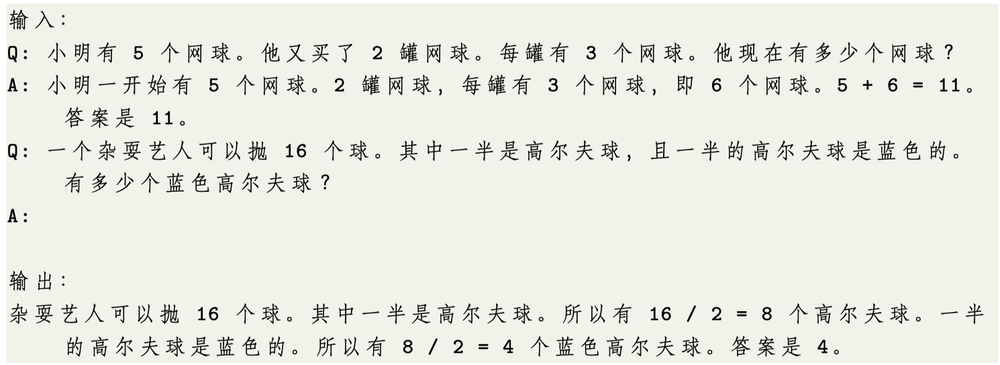 输入:
Q: 小明有 5 个网球。他又买了 2 罐网球。每罐有 3 个网球。他现在有多少个网球?
A: 小明一开始有 5 个网球。2 罐网球, 每罐有 3 个网球, 即 6 个网球。5 + 6 = 11。
答案是 11。
Q: 一个杂耍艺人可以抛 16 个球。其中一半是高尔夫球, 且一半的高尔夫球是蓝色的。
有多少个蓝色高尔夫球?
A:
输出:
杂耍艺人可以抛 16 个球。其中一半是高尔夫球。所以有 16 / 2 = 8 个高尔夫球。一半
的高尔夫球是蓝色的。所以有 8 / 2 = 4 个蓝色高尔夫球。答案是 4。